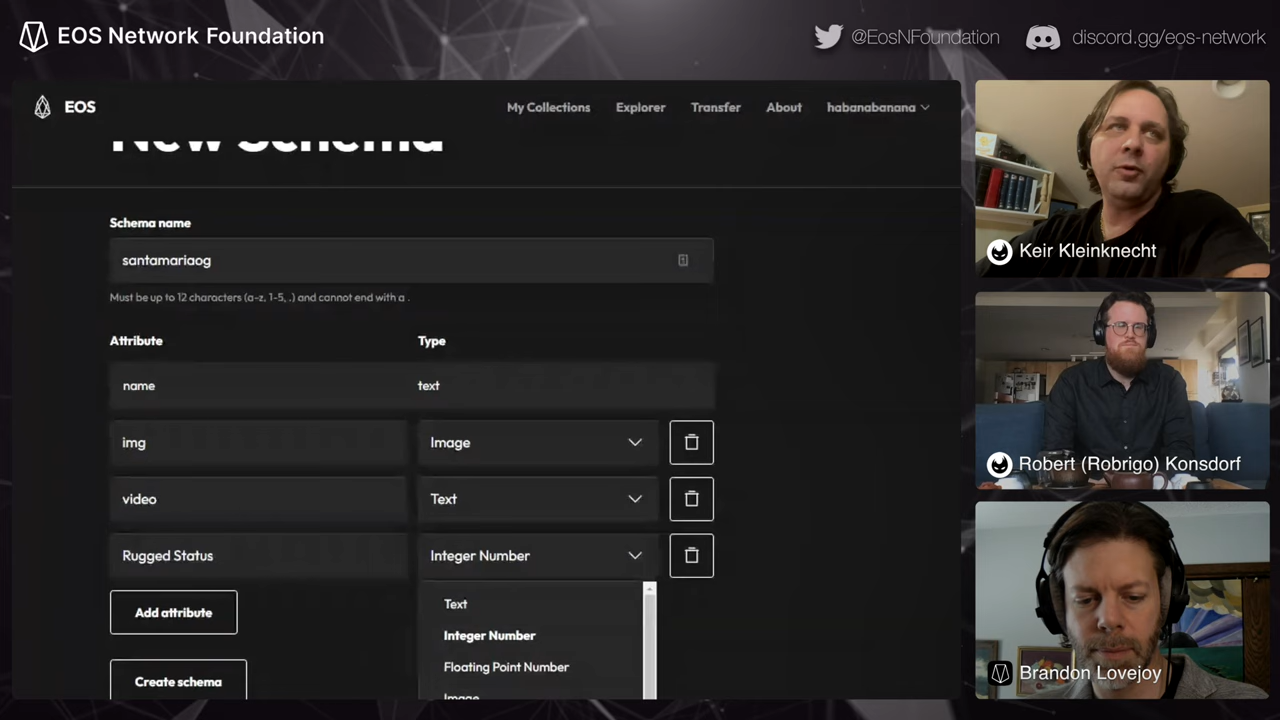 EOS Network Foundation
@EosNFoundation
discord.gg/eos-network
EOS
My Collections
Explorer
Transfer
About
habanabanana
New Schema
Schema name
santamariaog
Must be up to 12 characters (a-z, 1-5, .) and cannot end with a .
Attribute
Type
name
text
img
Image
video
Text
Rugged Status
Integer Number
Text
Integer Number
Floating Point Number
Image
Add attribute
Create schema
Keir Kleinknecht
Robert (Robrigo) Konsdorf
Brandon Lovejoy